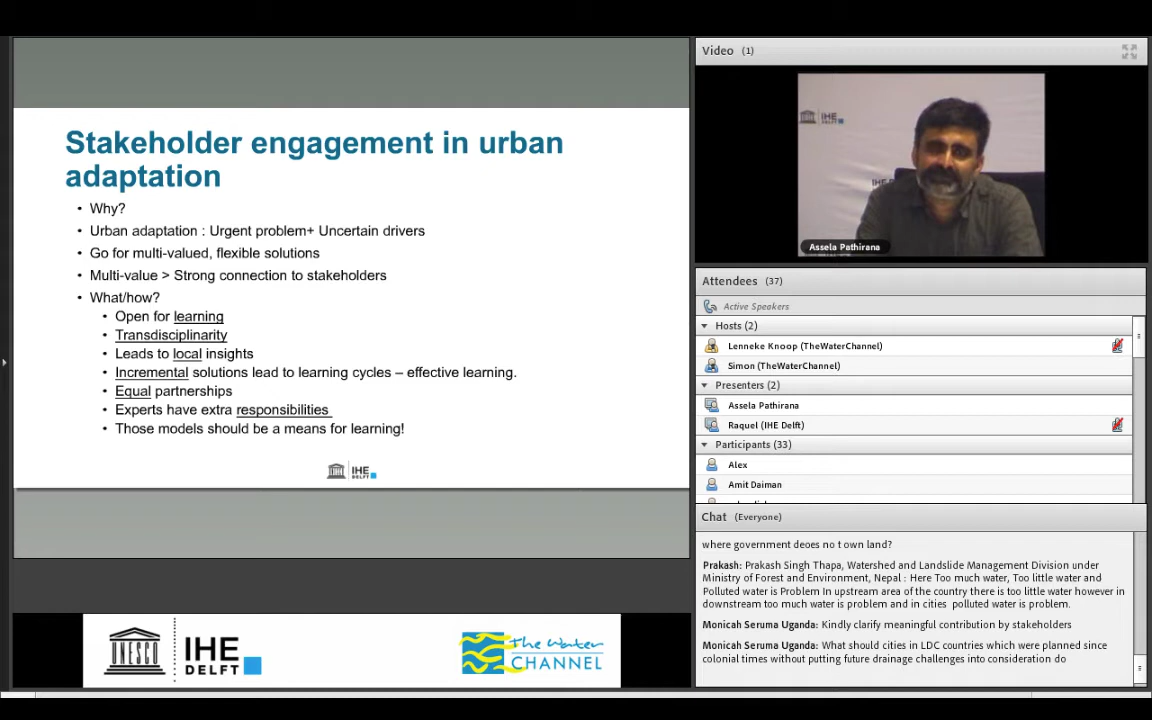 Stakeholder engagement in urban
adaptation
• Why?
• Urban adaptation : Urgent problem+ Uncertain drivers
• Go for multi-valued, flexible solutions
• Multi-value > Strong connection to stakeholders
• What/how?
• Open for learning
• Transdisciplinarity
• Leads to local insights
• Incremental solutions lead to learning cycles – effective learning.
• Equal partnerships
• Experts have extra responsibilities
• Those models should be a means for learning!
IHE
DELFT
UNESCO
IHE
DELFT
The Water
CHANNEL
Video (1)
IHE
DELFT
IHE
Assela Pathirana
Attendees (37)
Active Speakers
Hosts (2)
Lenneke Knoop (TheWaterChannel)
Simon (TheWaterChannel)
Presenters (2)
Assela Pathirana
Raquel (IHE Delft)
Participants (33)
Alex
Amit Daiman
Chat (Everyone)
where government deoes no t own land?
Prakash: Prakash Singh Thapa, Watershed and Landslide Management Division under
Ministry of Forest and Environment, Nepal : Here Too much water, Too little water and
Polluted water is Problem In upstream area of the country there is too little water however in
downstream too much water is problem and in cities polluted water is problem.
Monicah Seruma Uganda: Kindly clarify meaningful contribution by stakeholders
Monicah Seruma Uganda: What should cities in LDC countries which were planned since
colonial times without putting future drainage challenges into consideration do